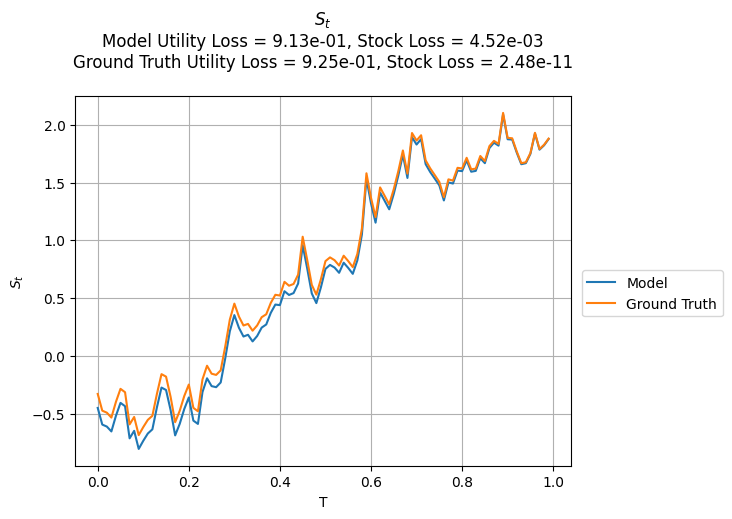 S_t
Model Utility Loss = 9.13e-01, Stock Loss = 4.52e-03
Ground Truth Utility Loss = 9.25e-01, Stock Loss = 2.48e-11
2.0
1.5
1.0
0.5
0.0
−0.5
S_t
0.0 0.2 0.4 0.6 0.8 1.0
T
Model
Ground Truth